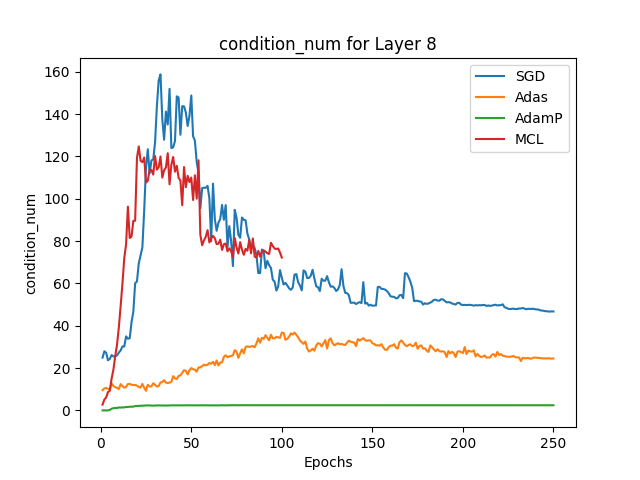 condition_num for Layer 8
SGD
Adas
AdamP
MCL
condition_num
160
140
120
100
80
60
40
20
0
0 50 100 150 200 250
Epochs